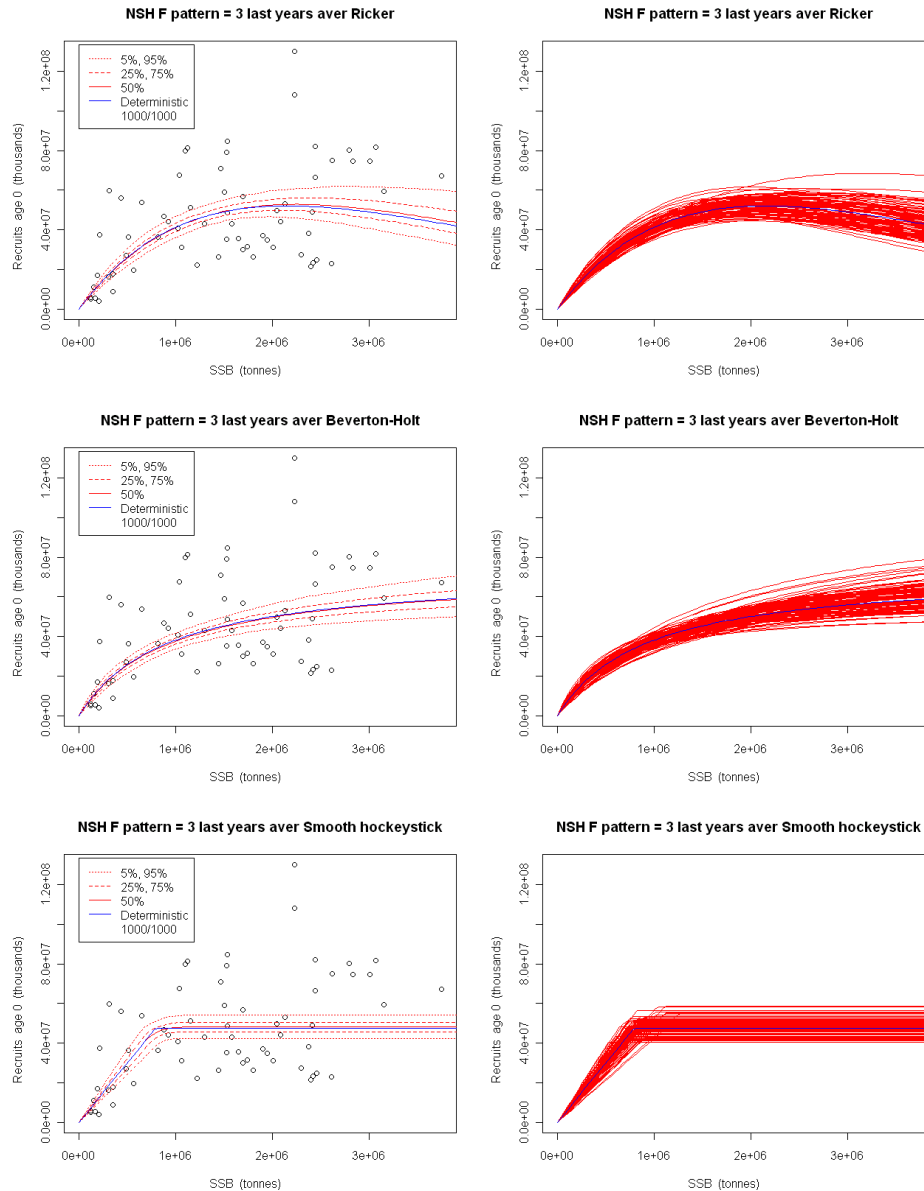 NSH F pattern = 3 last years aver Ricker
5%, 95%
25%, 75%
50%
Deterministic
1000/1000
Recruits age 0 (thousands)
0.0e+00 4.0e+07 8.0e+07 1.2e+08
0e+00 1e+06 2e+06 3e+06
SSB (tonnes)
NSH F pattern = 3 last years aver Ricker
Recruits age 0 (thousands)
0.0e+00 4.0e+07 8.0e+07 1.2e+08
0e+00 1e+06 2e+06 3e+06
SSB (tonnes)
NSH F pattern = 3 last years aver Beverton-Holt
5%, 95%
25%, 75%
50%
Deterministic
1000/1000
Recruits age 0 (thousands)
0.0e+00 4.0e+07 8.0e+07 1.2e+08
0e+00 1e+06 2e+06 3e+06
SSB (tonnes)
NSH F pattern = 3 last years aver Beverton-Holt
Recruits age 0 (thousands)
0.0e+00 4.0e+07 8.0e+07 1.2e+08
0e+00 1e+06 2e+06 3e+06
SSB (tonnes)
NSH F pattern = 3 last years aver Smooth hockeystick
5%, 95%
25%, 75%
50%
Deterministic
1000/1000
Recruits age 0 (thousands)
0.0e+00 4.0e+07 8.0e+07 1.2e+08
0e+00 1e+06 2e+06 3e+06
SSB (tonnes)
NSH F pattern = 3 last years aver Smooth hockeystick
Recruits age 0 (thousands)
0.0e+00 4.0e+07 8.0e+07 1.2e+08
0e+00 1e+06 2e+06 3e+06
SSB (tonnes)